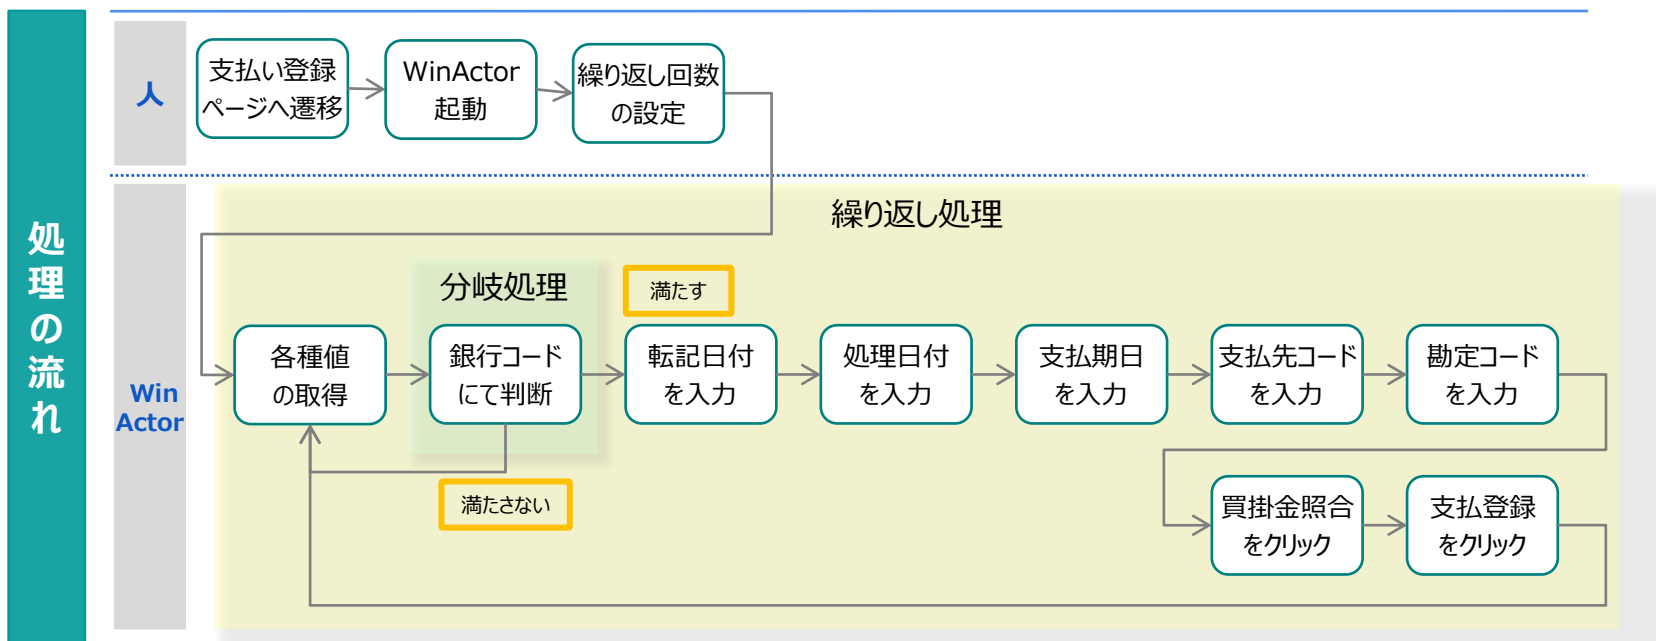 処理の流れ
人
支払い登録
ページへ遷移
WinActor
起動
繰り返し回数
の設定
Win
Actor
繰り返し処理
分岐処理
満たす
各種値
の取得
銀行コード
にて判断
転記日付
を入力
処理日付
を入力
支払期日
を入力
支払先コード
を入力
勘定コード
を入力
満たさない
買掛金照合
をクリック
支払登録
をクリック